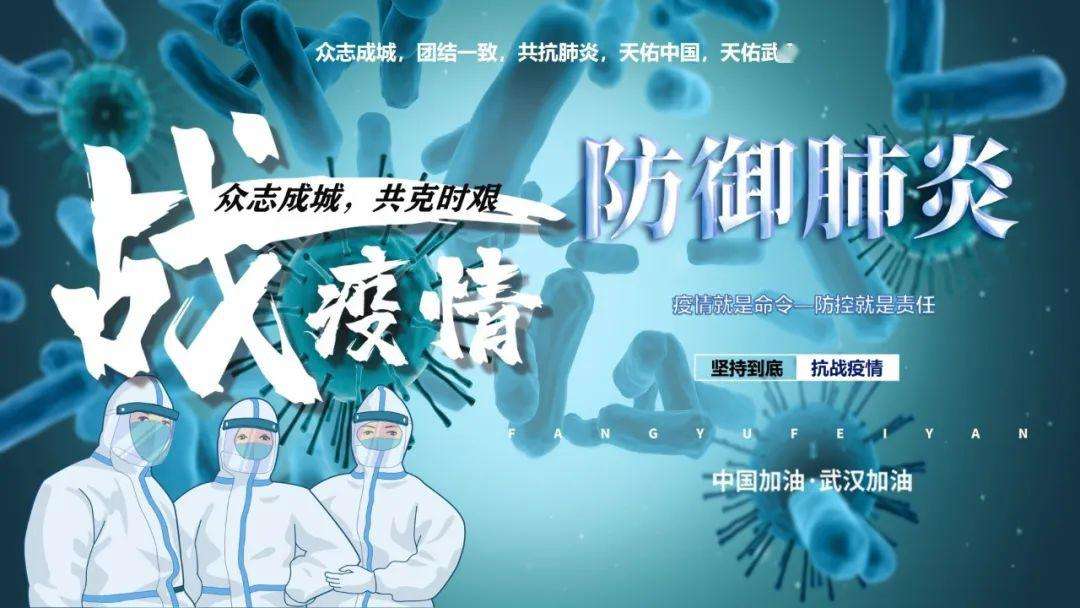 众志成城，团结一致，共抗肺炎，天佑中国，天佑武
战疫情
众志成城，共克时艰
防御肺炎
疫情就是命令—防控就是责任
坚持到底 抗战疫情
FANGYUFEIYAN
中国加油·武汉加油